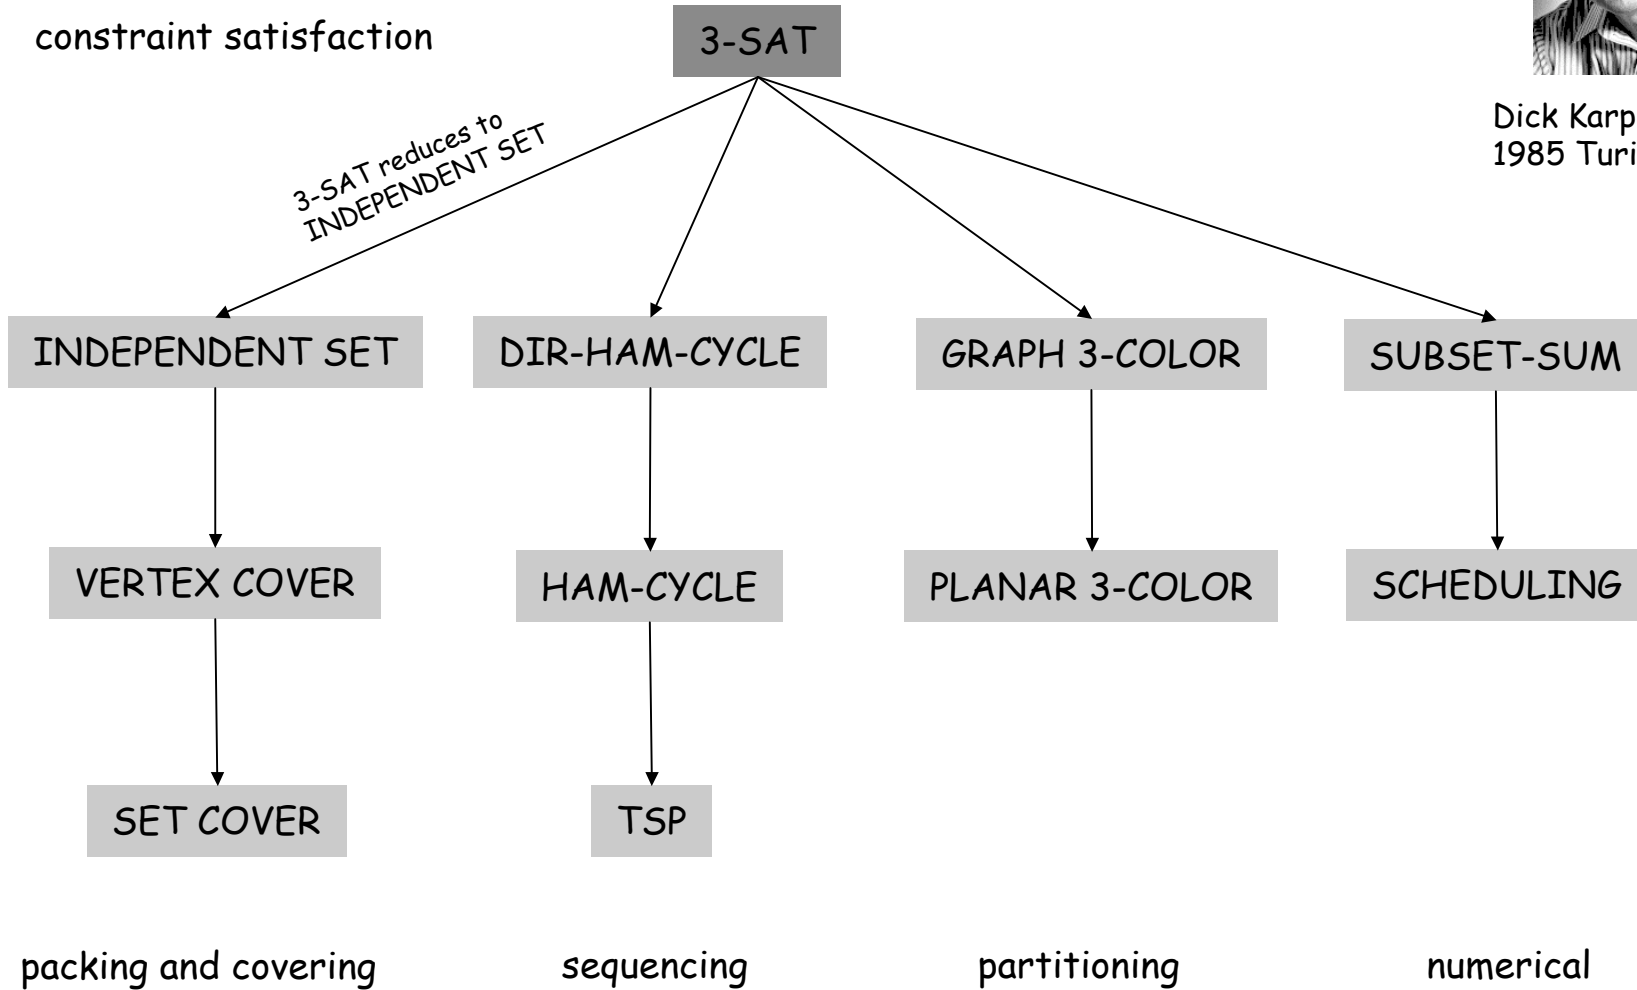 constraint satisfaction
3-SAT
Dick Karp
1985 Turi
3-SAT reduces to
INDEPENDENT SET
INDEPENDENT SET
DIR-HAM-CYCLE
GRAPH 3-COLOR
SUBSET-SUM
VERTEX COVER
HAM-CYCLE
PLANAR 3-COLOR
SCHEDULING
SET COVER
TSP
packing and covering
sequencing
partitioning
numerical